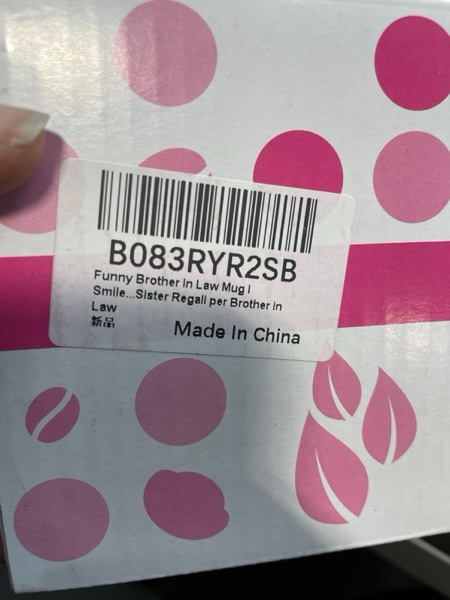 B083RYR2SB
Funny Brother in Law Mug I
Smile...Sister Regali per Brother in
Law
新品
Made In China